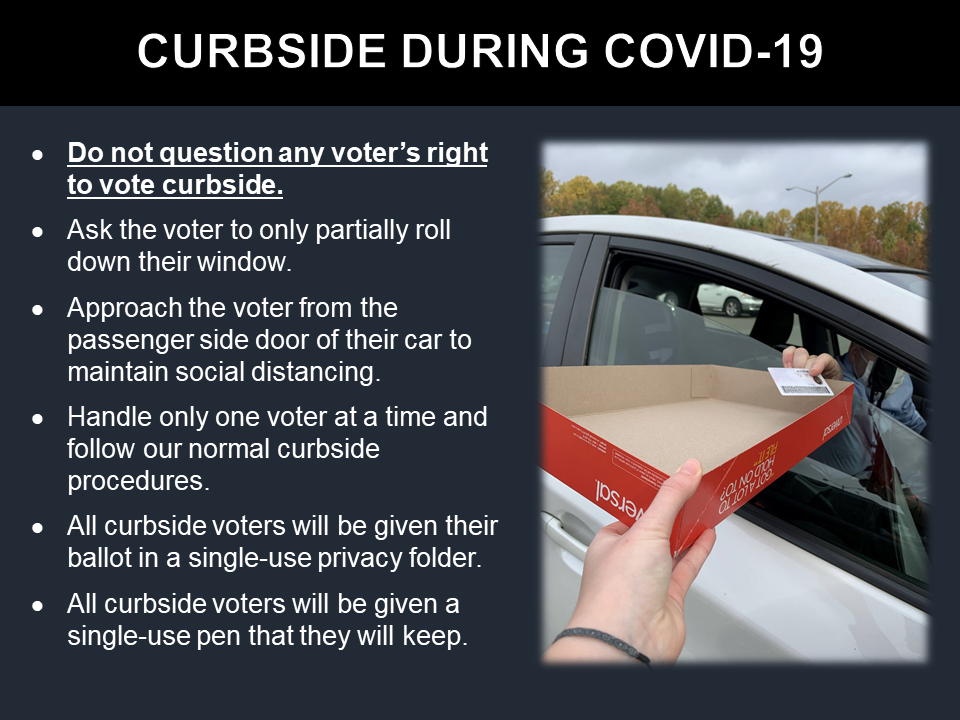 CURBSIDE DURING COVID-19
• Do not question any voter’s right
to vote curbside.
• Ask the voter to only partially roll
down their window.
• Approach the voter from the
passenger side door of their car to
maintain social distancing.
• Handle only one voter at a time and
follow our normal curbside
procedures.
• All curbside voters will be given their
ballot in a single-use privacy folder.
• All curbside voters will be given a
single-use pen that they will keep.
versal
GOT A LOT TO
HOLD ON TO?
FILE IT
universal